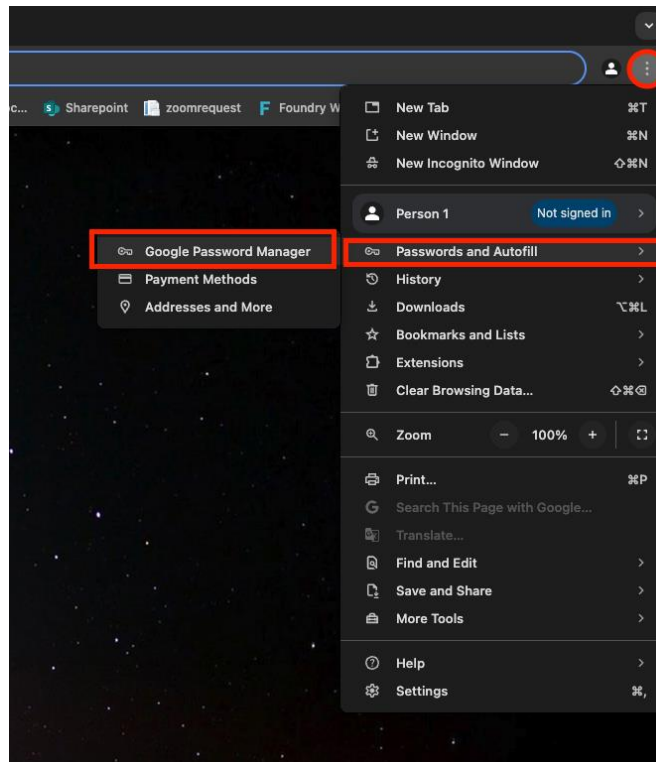 c... Sharepoint zoomrequest Foundry W
New Tab ⌘T
New Window ⌘N
New Incognito Window ⇧⌘N
Person 1 Not signed in
Google Password Manager
Payment Methods
Addresses and More
Passwords and Autofill
History
Downloads ⌥⌘L
Bookmarks and Lists
Extensions
Clear Browsing Data... ⇧⌘⌫
Zoom − 100% +
Print... ⌘P
Search This Page with Google...
Translate...
Find and Edit
Save and Share
More Tools
Help
Settings ⌘,